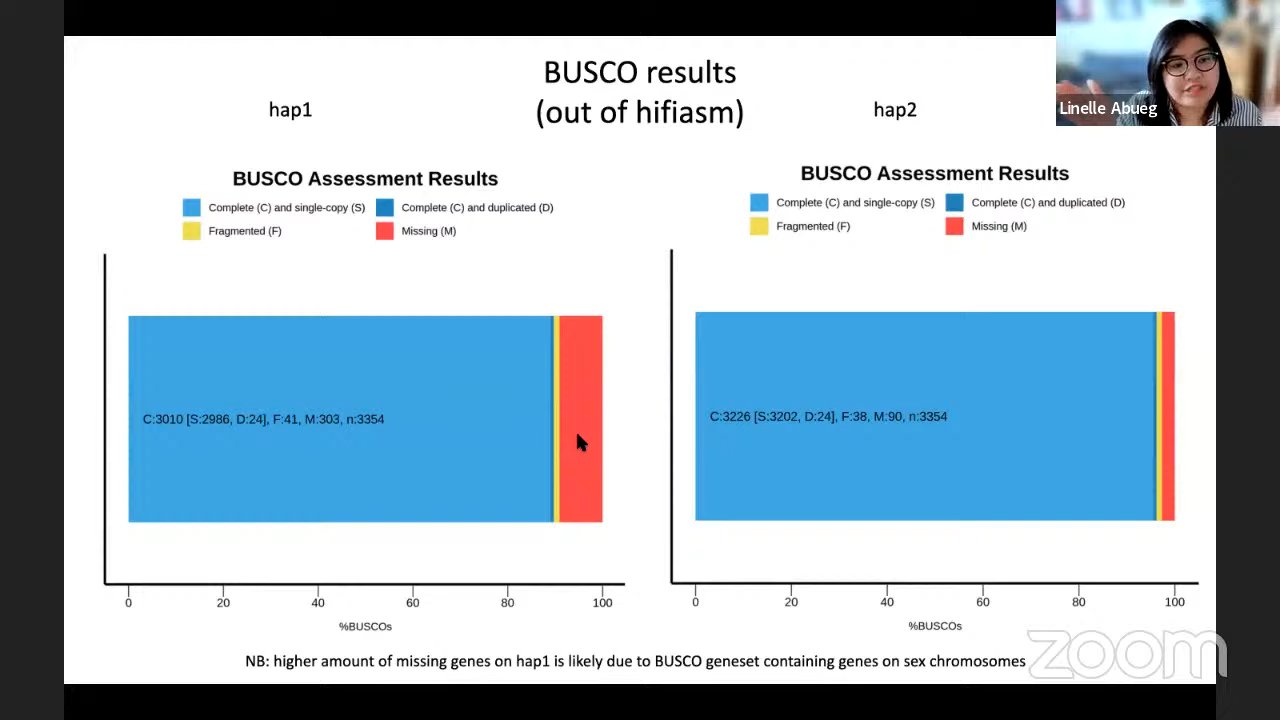 BUSCO results
(out of hifiasm)
hap1
hap2
Linelle Abueg
BUSCO Assessment Results
Complete (C) and single-copy (S)
Complete (C) and duplicated (D)
Fragmented (F)
Missing (M)
C:3010 [S:2986, D:24], F:41, M:303, n:3354
0 20 40 60 80 100
%BUSCOs
BUSCO Assessment Results
Complete (C) and single-copy (S)
Complete (C) and duplicated (D)
Fragmented (F)
Missing (M)
C:3226 [S:3202, D:24], F:38, M:90, n:3354
0 20 40 60 80 100
%BUSCOs
NB: higher amount of missing genes on hap1 is likely due to BUSCO geneset containing genes on sex chromosomes
zoom